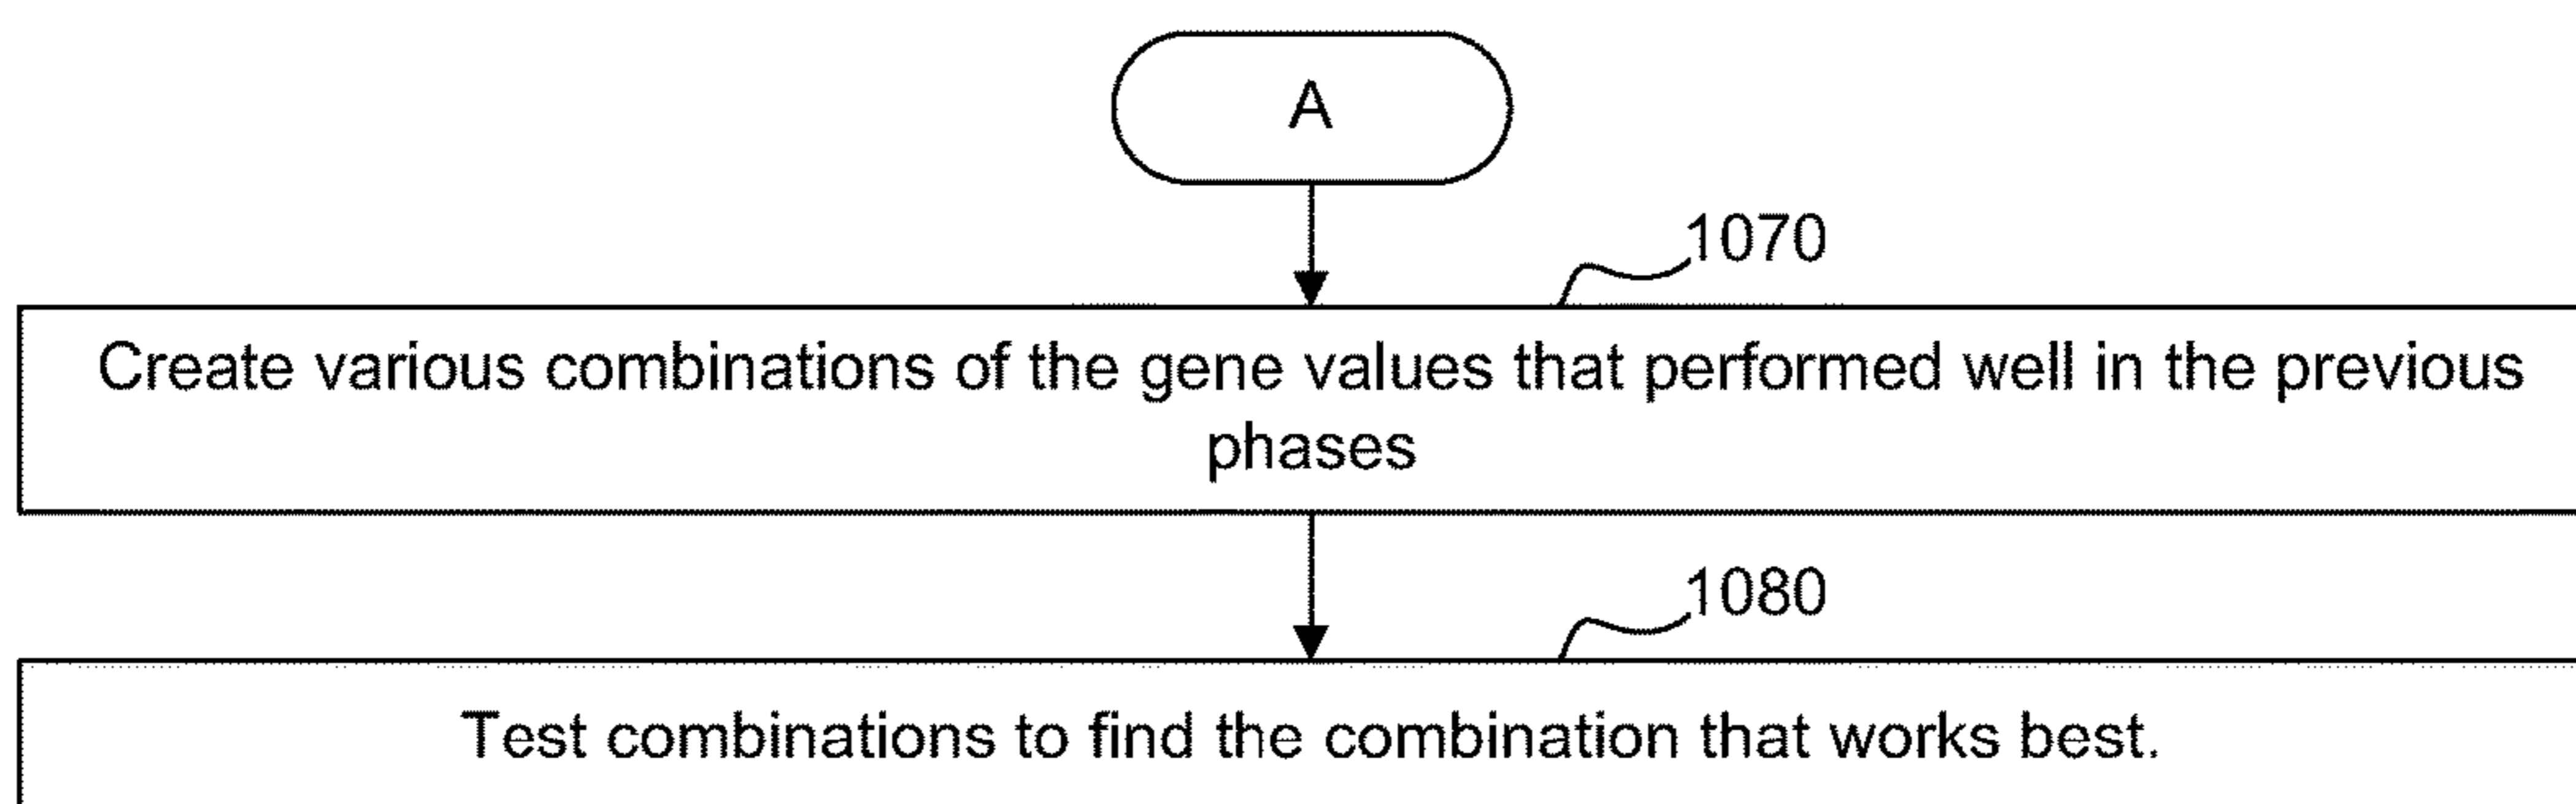 A
1070
Create various combinations of the gene values that performed well in the previous
phases
1080
Test combinations to find the combination that works best.